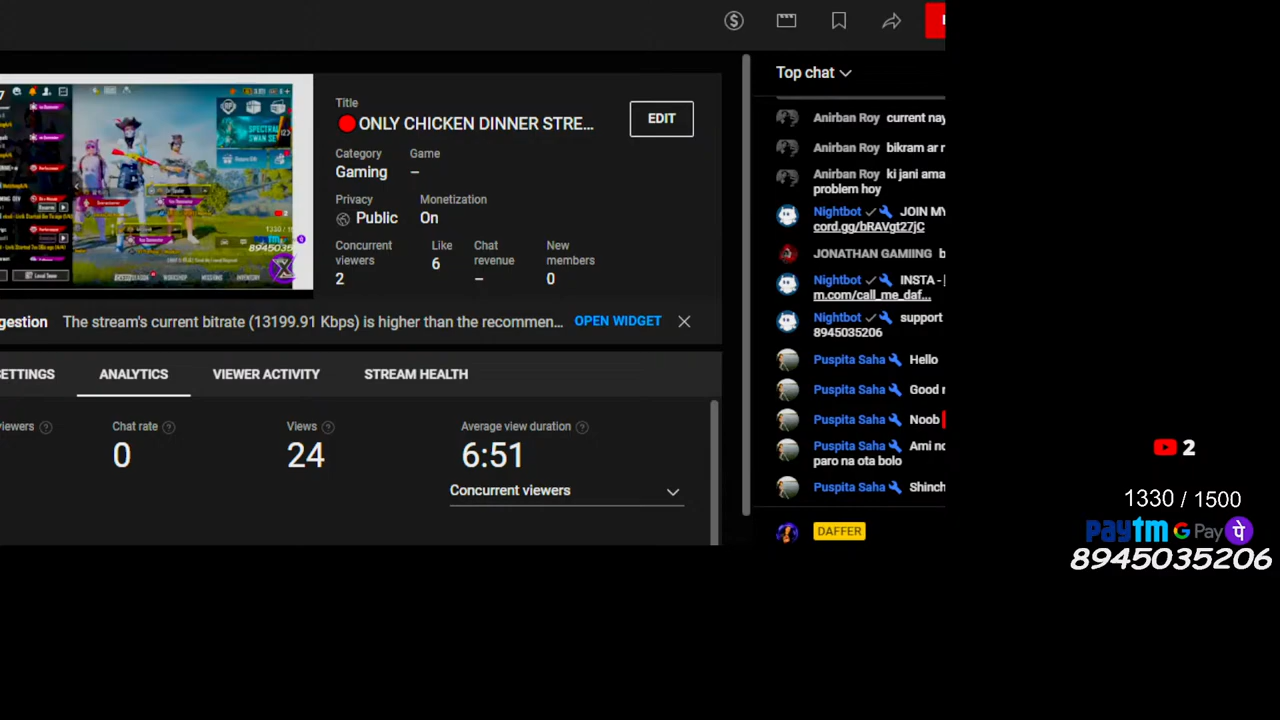 Top chat
Title
ONLY CHICKEN DINNER STRE...
EDIT
Category
Game
Gaming
–
Privacy
Monetization
Public
On
Concurrent viewers
Like
Chat revenue
New members
2
6
–
0
gestion
The stream's current bitrate (13199.91 Kbps) is higher than the recommen...
OPEN WIDGET
ETTINGS
ANALYTICS
VIEWER ACTIVITY
STREAM HEALTH
iewers
Chat rate
Views
Average view duration
0
24
6:51
Concurrent viewers
Anirban Roy current nay
Anirban Roy bikram ar
Anirban Roy ki jani ama
problem hoy
Nightbot JOIN MY
cord.gg/bRAVgt27jC
JONATHAN GAMIING
Nightbot INSTA -
m.com/call_me_daf...
Nightbot support
8945035206
Puspita Saha Hello
Puspita Saha Good
Puspita Saha Noob
Puspita Saha Ami no
paro na ota bolo
Puspita Saha Shinch
DAFFER
2
1330 / 1500
paytm G Pay पे
8945035206